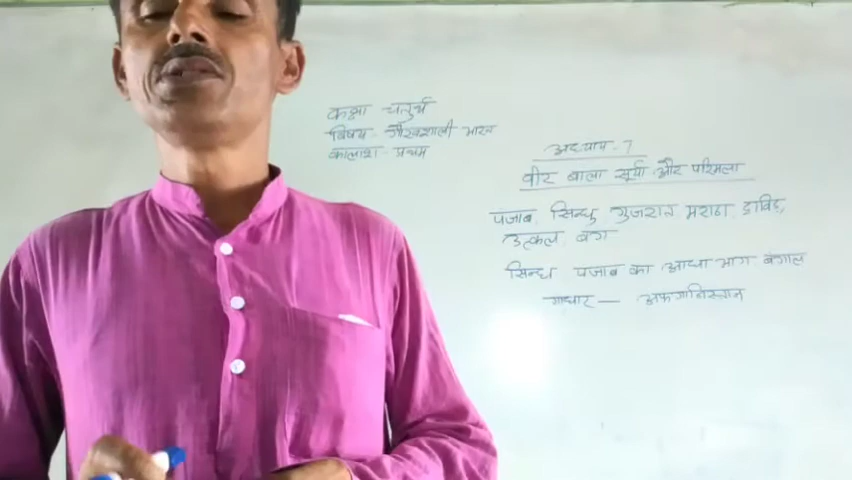 कक्षा चतुर्थ
विषय - गौरवशाली भारत
कालांश - प्रथम
अध्याय - 7
वीर बाला सूर्या और परिमला
पंजाब, सिन्धु गुजरात मराठा, द्राविड़,
उत्कल, बंग
सिन्ध पंजाब का आधा भाग बंगाल
गांधार — अफगानिस्तान